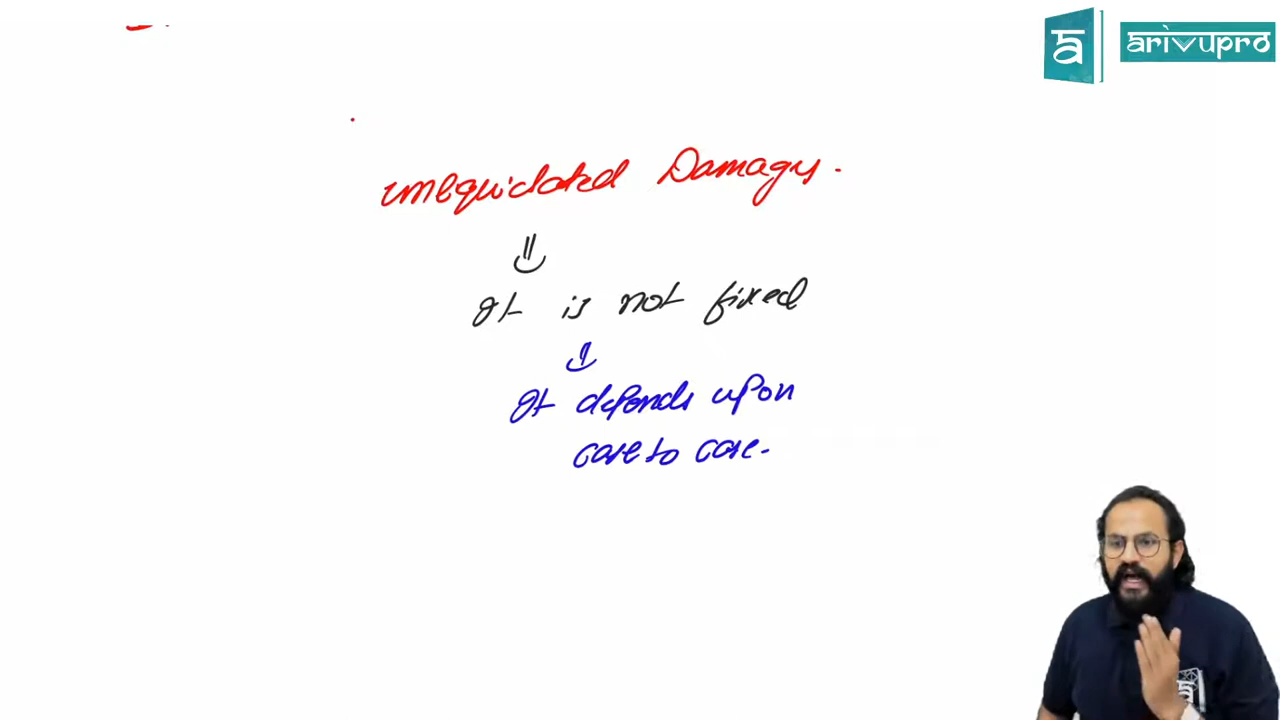 a arivupro
unliquidated Damages.
It is not fixed
It depends upon
case to case.